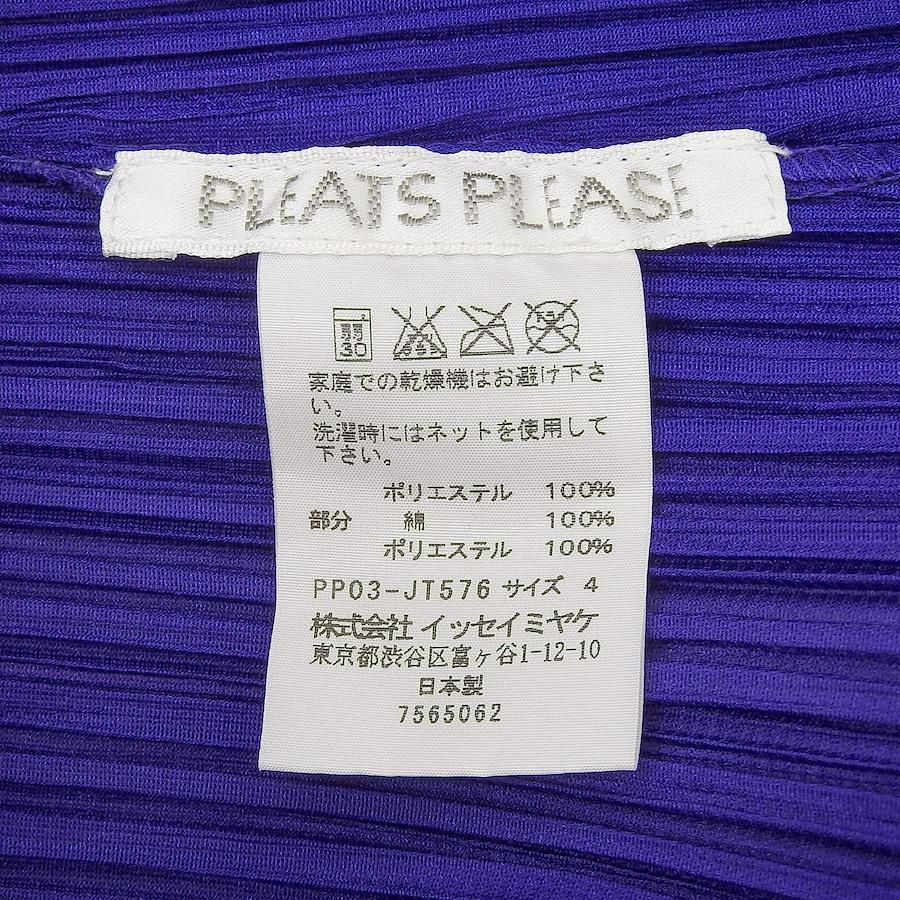 PLEATS PLEASE
弱
30
家庭での乾燥機はお避け下さ
い。
洗濯時にはネットを使用して
下さい。
ポリエステル 100%
部分 綿 100%
ポリエステル 100%
PP03-JT576 サイズ 4
株式会社 イッセイミヤケ
東京都渋谷区富ヶ谷1-12-10
日本製
7565062